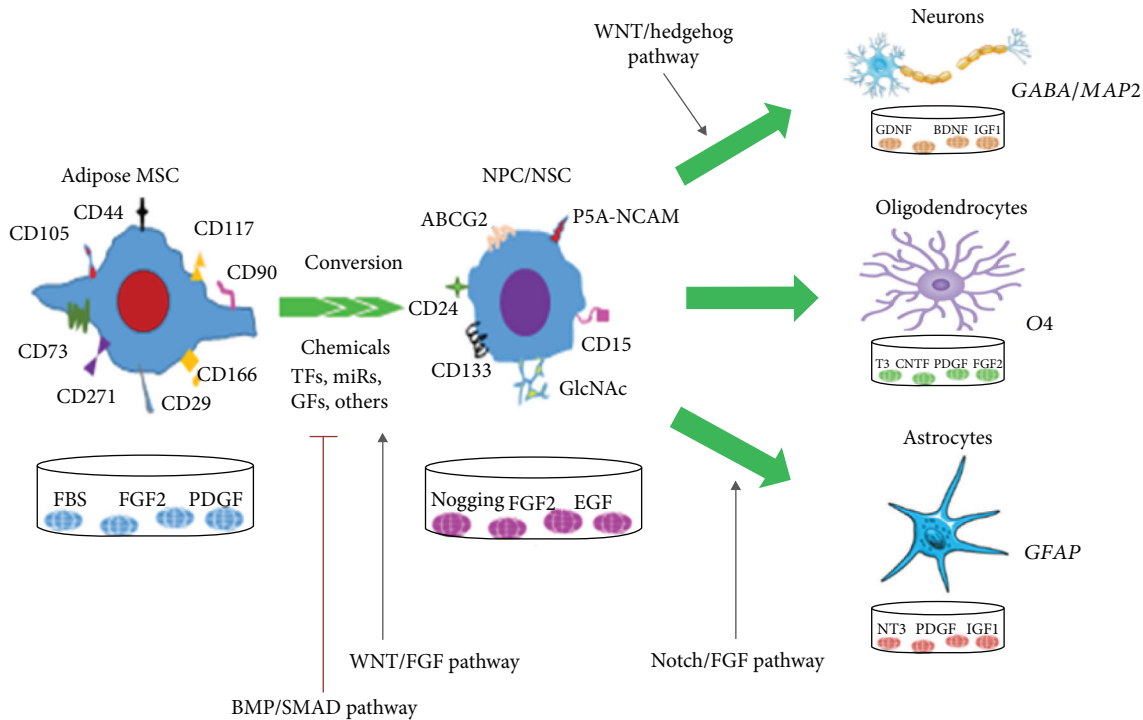 Adipose MSC
CD44
CD117
CD105
CD90
CD73
CD271
CD166
CD29
FBS
FGF2
PDGF
Conversion
Chemicals
TFs, miRs,
GFs, others
WNT/FGF pathway
BMP/SMAD pathway
NPC/NSC
ABCG2
P5A-NCAM
CD24
CD133
CD15
GlcNAc
Nogging
FGF2
EGF
WNT/hedgehog
pathway
Notch/FGF pathway
Neurons
GABA/MAP2
GDNF
BDNF
IGF1
Oligodendrocytes
O4
T3
CNTF
PDGF
FGF2
Astrocytes
GFAP
NT3
PDGF
IGF1